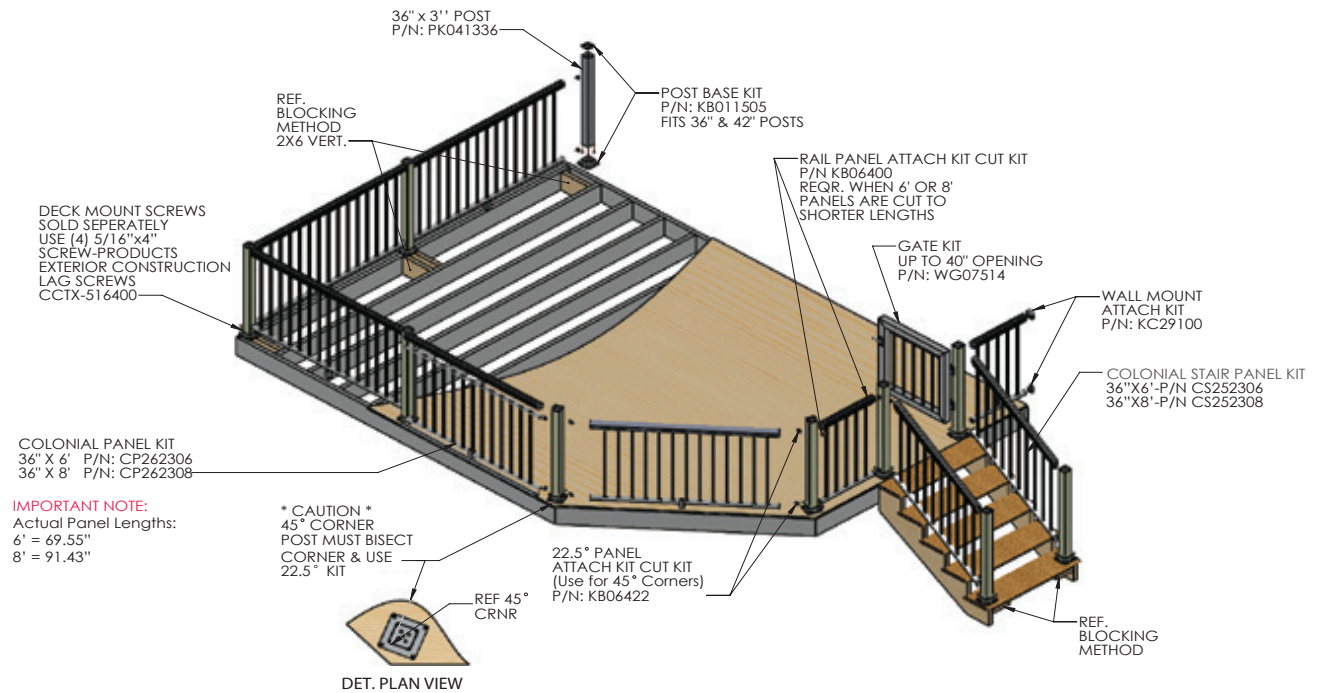 36" x 3'' POST
P/N: PK041336
POST BASE KIT
P/N: KB011505
FITS 36" & 42" POSTS
REF.
BLOCKING
METHOD
2X6 VERT.
RAIL PANEL ATTACH KIT CUT KIT
P/N KB06400
REQR. WHEN 6' OR 8'
PANELS ARE CUT TO
SHORTER LENGTHS
DECK MOUNT SCREWS
SOLD SEPERATELY
USE (4) 5/16"x4"
SCREW-PRODUCTS
EXTERIOR CONSTRUCTION
LAG SCREWS
CCTX-516400
GATE KIT
UP TO 40" OPENING
P/N: WG07514
WALL MOUNT
ATTACH KIT
P/N: KC29100
COLONIAL STAIR PANEL KIT
36"X6'-P/N CS252306
36"X8'-P/N CS252308
COLONIAL PANEL KIT
36" X 6' P/N: CP262306
36" X 8' P/N: CP262308
IMPORTANT NOTE:
Actual Panel Lengths:
6' = 69.55"
8' = 91.43"
* CAUTION *
45° CORNER
POST MUST BISECT
CORNER & USE
22.5° KIT
22.5° PANEL
ATTACH KIT CUT KIT
(Use for 45° Corners)
P/N: KB06422
REF 45°
CRNR
REF.
BLOCKING
METHOD
DET. PLAN VIEW